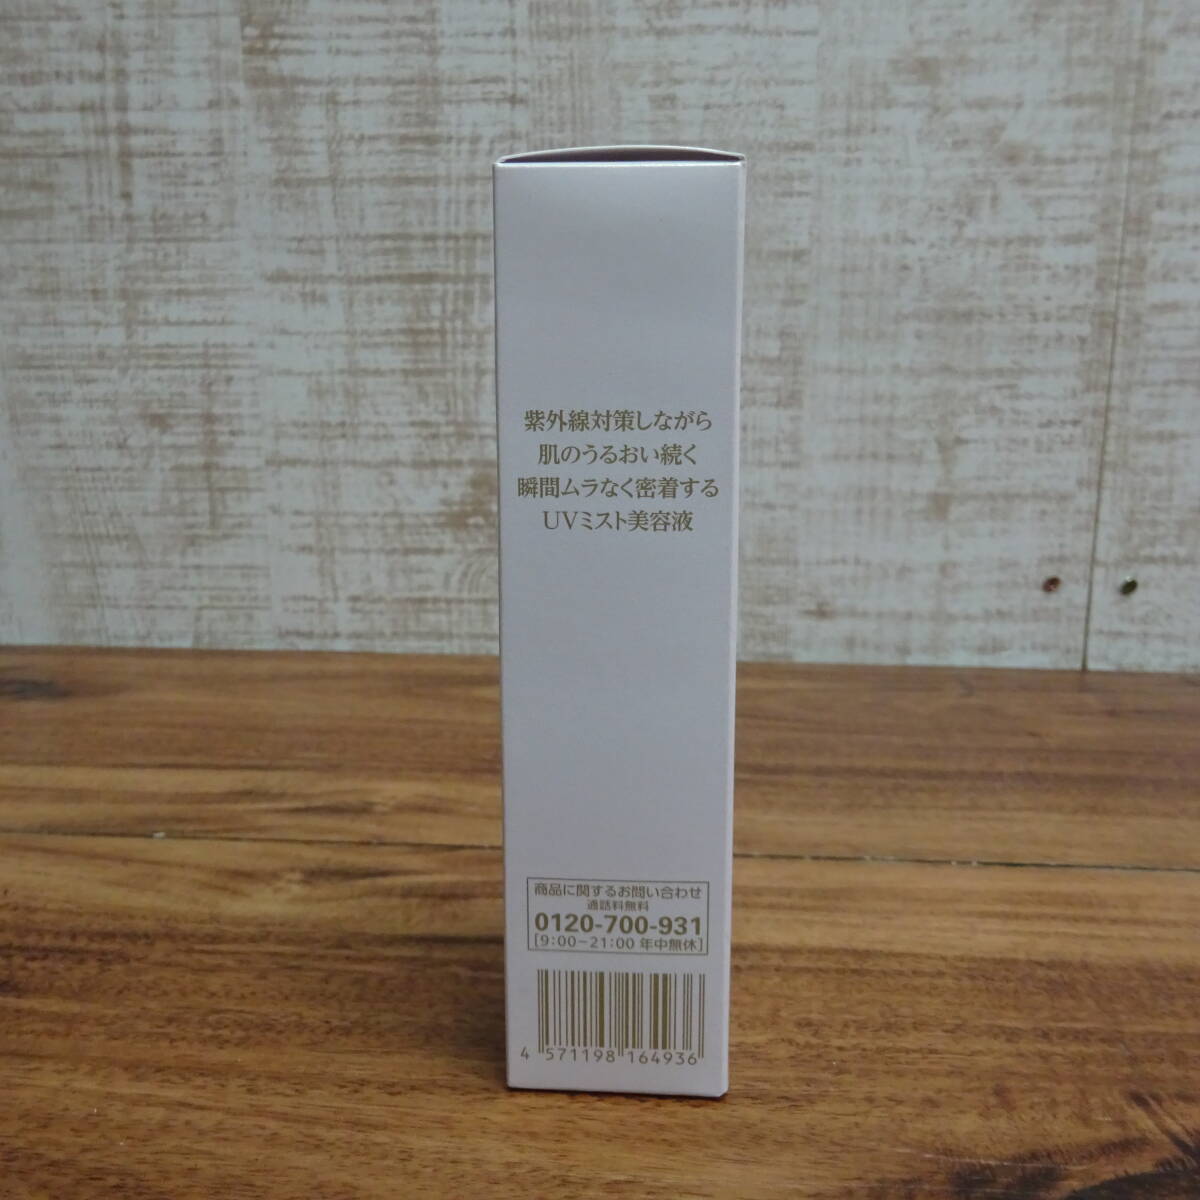 紫外線対策しながら
肌のうるおい続く
瞬間ムラなく密着する
UVミスト美容液
商品に関するお問い合わせ
通話料無料
0120-700-931
[9:00-21:00 年中無休]
4 571198 164936